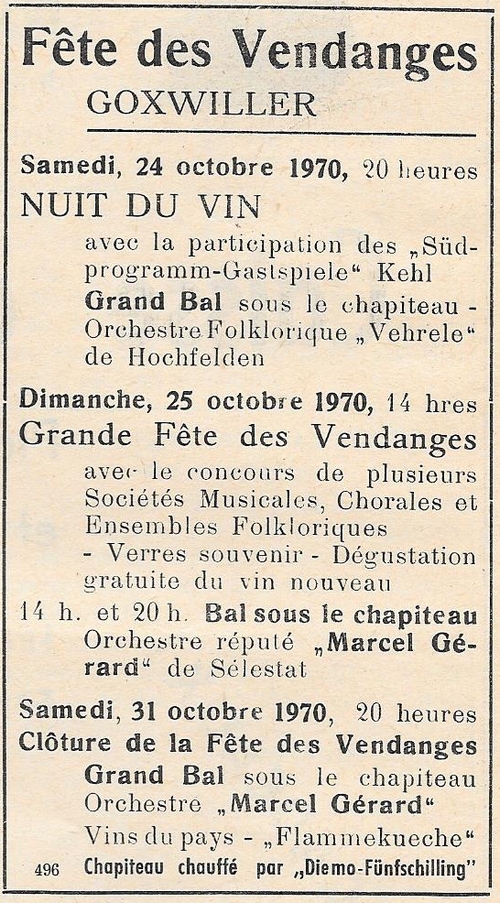 Fête des Vendanges
GOXWILLER
Samedi, 24 octobre 1970, 20 heures
NUIT DU VIN
avec la participation des „Süd-
programm-Gastspiele“ Kehl
Grand Bal sous le chapiteau -
Orchestre Folklorique „Vehrele“
de Hochfelden
Dimanche, 25 octobre 1970, 14 hres
Grande Fête des Vendanges
avec le concours de plusieurs
Sociétés Musicales, Chorales et
Ensembles Folkloriques
- Verres souvenir - Dégustation
gratuite du vin nouveau
14 h. et 20 h. Bal sous le chapiteau
Orchestre réputé „Marcel Gé-
rard“ de Sélestat
Samedi, 31 octobre 1970, 20 heures
Clôture de la Fête des Vendanges
Grand Bal sous le chapiteau
Orchestre „Marcel Gérard“
Vins du pays - „Flammekueche“
496 Chapiteau chauffé par „Diemo-Fünfschilling”